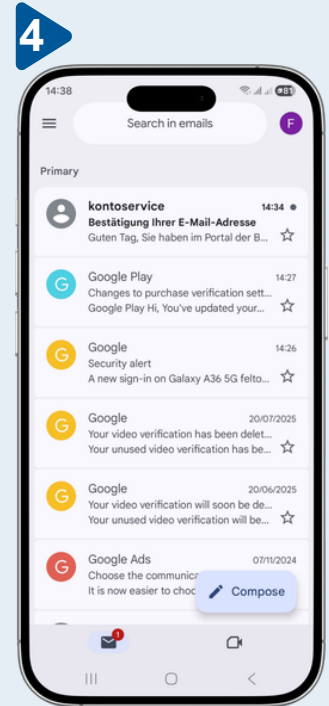 4
14:38
81
Search in emails
F
Primary
kontoservice 14:34
Bestätigung Ihrer E-Mail-Adresse
Guten Tag, Sie haben im Portal der B...
G
Google Play 14:27
Changes to purchase verification sett...
Google Play Hi, You've updated your...
G
Google 14:26
Security alert
A new sign-in on Galaxy A36 5G felto...
G
Google 20/07/2025
Your video verification has been delet...
Your unused video verification has be...
G
Google 20/06/2025
Your video verification will soon be de...
Your unused video verification will be...
G
Google Ads 07/11/2024
Choose the communica
It is now easier to choo
Compose
1